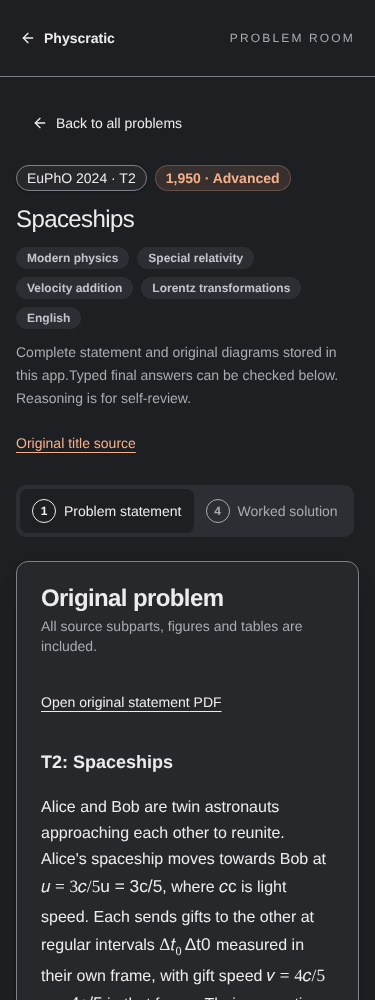 Physcratic
PROBLEM ROOM
Back to all problems
EuPhO 2024 · T2
1,950 · Advanced
Spaceships
Modern physics
Special relativity
Velocity addition
Lorentz transformations
English
Complete statement and original diagrams stored in
this app.Typed final answers can be checked below.
Reasoning is for self-review.
Original title source
1 Problem statement
4 Worked solution
Original problem
All source subparts, figures and tables are
included.
Open original statement PDF
T2: Spaceships
Alice and Bob are twin astronauts
approaching each other to reunite.
Alice's spaceship moves towards Bob at
u = 3c/5u = 3c/5, where cc is light
speed. Each sends gifts to the other at
regular intervals Δt₀ Δt0 measured in
their own frame, with gift speed v = 4c/5